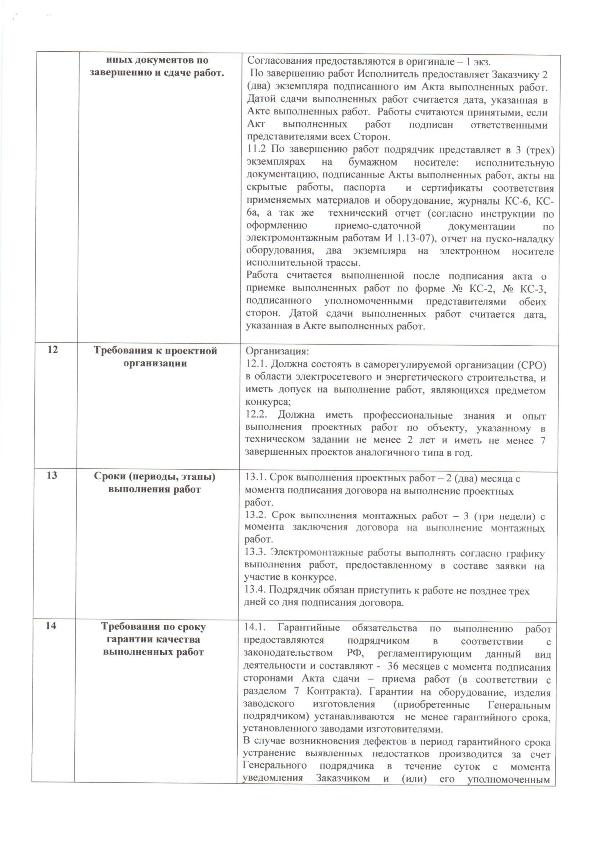 иных документов по
завершению и сдаче работ.
Согласования предоставляются в оригинале – 1 экз.
По завершению работ Исполнитель предоставляет Заказчику 2
(два) экземпляра подписанного им Акта выполненных работ.
Датой сдачи выполненных работ считается дата, указанная в
Акте выполненных работ. Работы считаются принятыми, если
Акт выполненных работ подписан ответственными
представителями всех Сторон.
11.2 По завершению работ подрядчик представляет в 3 (трех)
экземплярах на бумажном носителе: исполнительную
документацию, подписанные Акты выполненных работ, акты на
скрытые работы, паспорта и сертификаты соответствия
применяемых материалов и оборудование, журналы КС-6, КС-
6а, а так же технический отчет (согласно инструкции по
оформлению приемо-сдаточной документации по
электромонтажным работам И 1.13-07), отчет на пуско-наладку
оборудования, два экземпляра на электронном носителе
исполнительной трассы.
Работа считается выполненной после подписания акта о
приемке выполненных работ по форме № КС-2, № КС-3,
подписанного уполномоченными представителями обеих
сторон. Датой сдачи выполненных работ считается дата,
указанная в Акте выполненных работ.
12
Требования к проектной
организации
Организация:
12.1. Должна состоять в саморегулируемой организации (СРО)
в области электросетевого и энергетического строительства, и
иметь допуск на выполнение работ, являющихся предметом
конкурса;
12.2. Должна иметь профессиональные знания и опыт
выполнения проектных работ по объекту, указанному в
техническом задании не менее 2 лет и иметь не менее 7
завершенных проектов аналогичного типа в год.
13
Сроки (периоды, этапы)
выполнения работ
13.1. Срок выполнения проектных работ – 2 (два) месяца с
момента подписания договора на выполнение проектных
работ.
13.2. Срок выполнения монтажных работ – 3 (три недели) с
момента заключения договора на выполнение монтажных
работ.
13.3. Электромонтажные работы выполнять согласно графику
выполнения работ, предоставленному в составе заявки на
участие в конкурсе.
13.4. Подрядчик обязан приступить к работе не позднее трех
дней со дня подписания договора.
14
Требования по сроку
гарантии качества
выполненных работ
14.1. Гарантийные обязательства по выполнению работ
предоставляются подрядчиком в соответствии с
законодательством РФ, регламентирующим данный вид
деятельности и составляют - 36 месяцев с момента подписания
сторонами Акта сдачи – приема работ (в соответствии с
разделом 7 Контракта). Гарантии на оборудование, изделия
заводского изготовления (приобретенные Генеральным
подрядчиком) устанавливаются не менее гарантийного срока,
установленного заводами изготовителями.
В случае возникновения дефектов в период гарантийного срока
устранение выявленных недостатков производится за счет
Генерального подрядчика в течение суток с момента
уведомления Заказчиком и (или) его уполномоченным